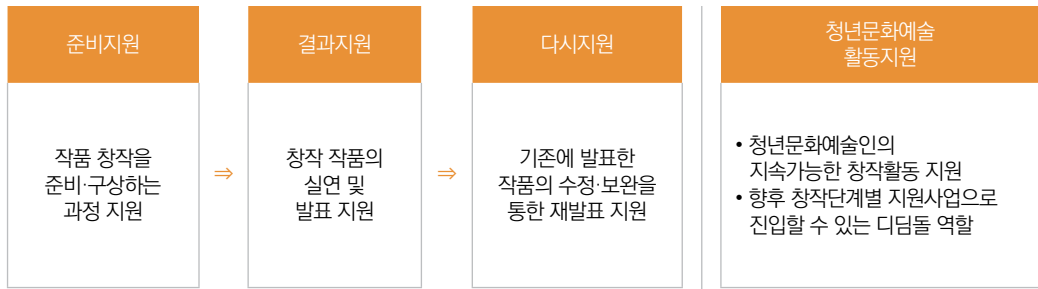 준비지원
작품 창작을
준비·구상하는
과정 지원
⇒
결과지원
창작 작품의
실연 및
발표 지원
⇒
다시지원
기존에 발표한
작품의 수정·보완을
통한 재발표 지원
청년문화예술
활동지원
• 청년문화예술인의
지속가능한 창작활동 지원
• 향후 창작단계별 지원사업으로
진입할 수 있는 디딤돌 역할